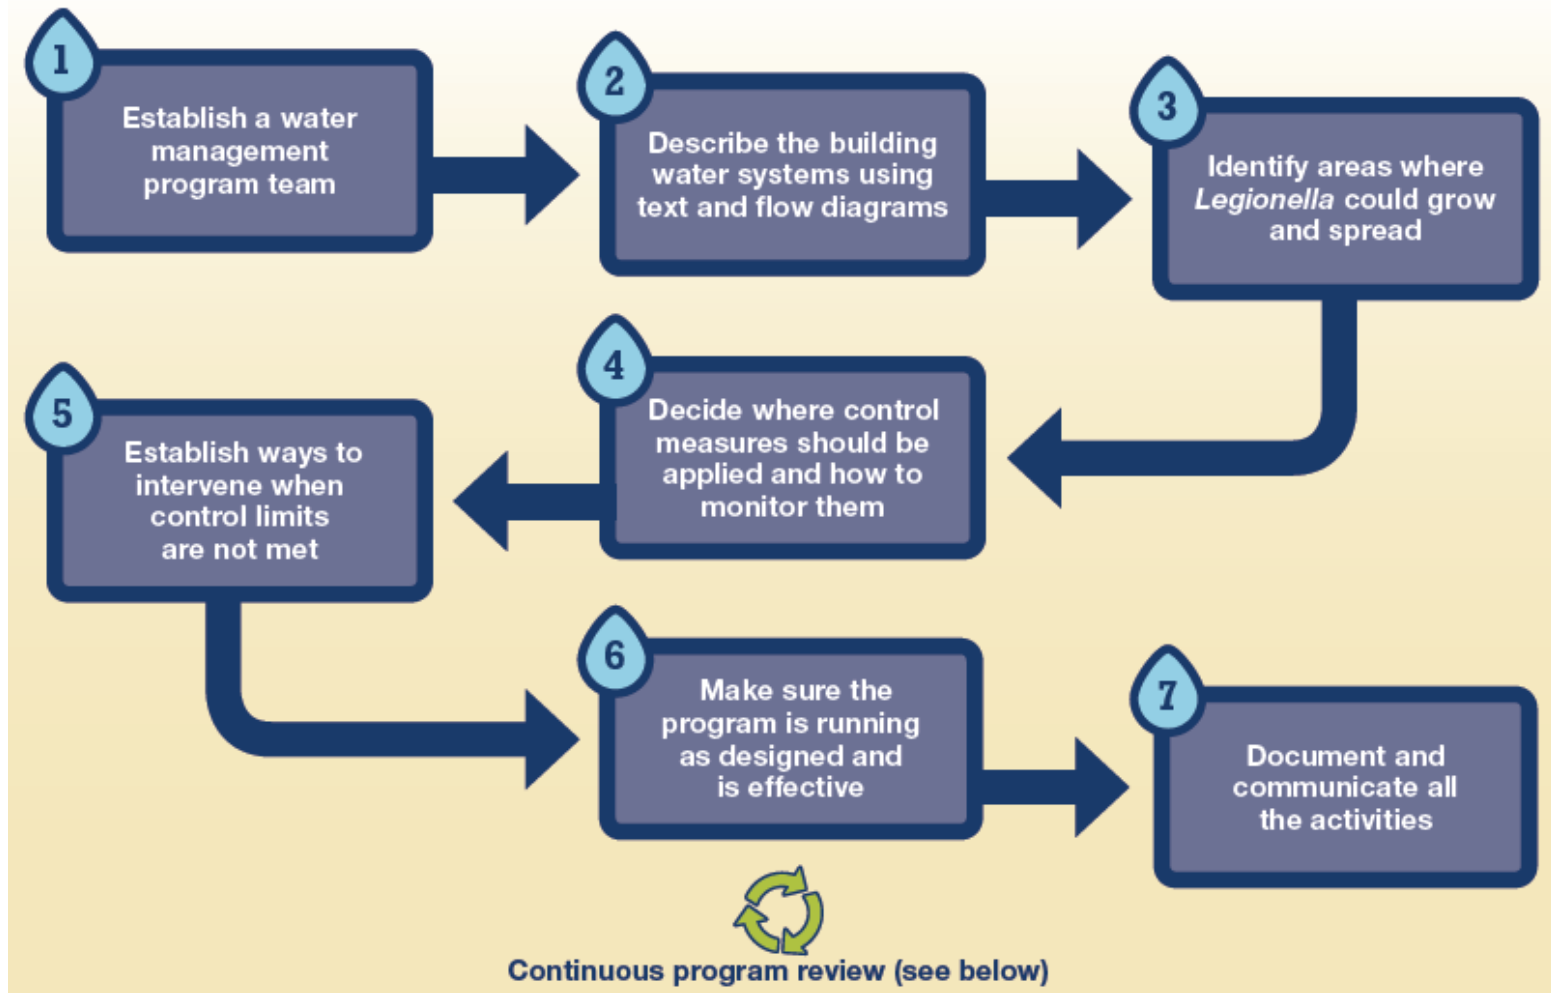 1
Establish a water
management
program team
2
Describe the building
water systems using
text and flow diagrams
3
Identify areas where
Legionella could grow
and spread
4
Decide where control
measures should be
applied and how to
monitor them
5
Establish ways to
intervene when
control limits
are not met
6
Make sure the
program is running
as designed and
is effective
7
Document and
communicate all
the activities
Continuous program review (see below)